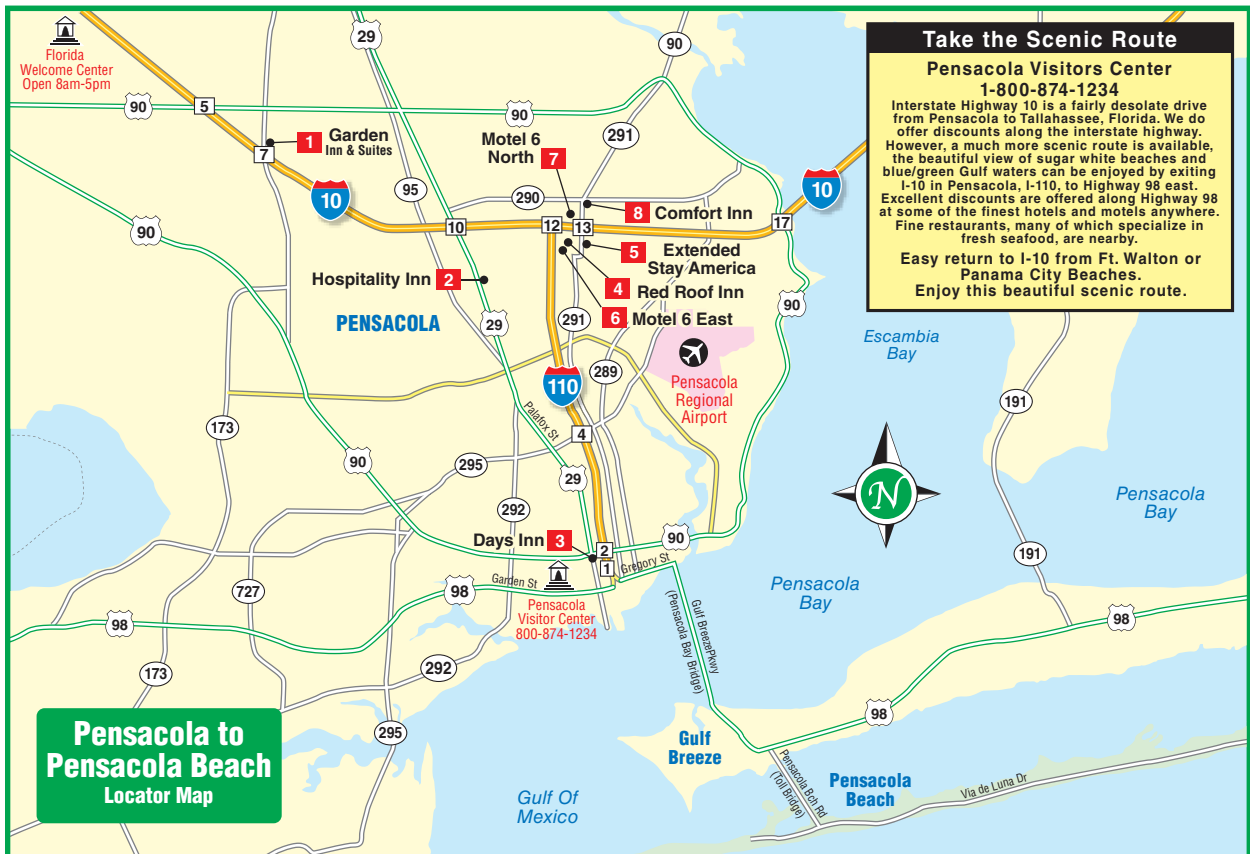 Florida
Welcome Center
Open 8am-5pm
29
90
Take the Scenic Route
Pensacola Visitors Center
1-800-874-1234
Interstate Highway 10 is a fairly desolate drive
from Pensacola to Tallahassee, Florida. We do
offer discounts along the interstate highway.
However, a much more scenic route is available,
the beautiful view of sugar white beaches and
blue/green Gulf waters can be enjoyed by exiting
I-10 in Pensacola, I-110, to Highway 98 east.
Excellent discounts are offered along Highway 98
at some of the finest hotels and motels anywhere.
Fine restaurants, many of which specialize in
fresh seafood, are nearby.
Easy return to I-10 from Ft. Walton or
Panama City Beaches.
Enjoy this beautiful scenic route.
90
5
90
291
7
1
Garden
Inn & Suites
Motel 6
North
7
10
95
290
8
Comfort Inn
10
90
10
12
13
17
5
Extended
Stay America
Hospitality Inn
2
4
Red Roof Inn
90
PENSACOLA
29
291
6
Motel 6 East
Escambia
Bay
110
289
Pensacola
Regional
Airport
191
173
Palafox St
4
90
295
29
N
Pensacola
Bay
292
Days Inn
3
2
90
1
Gregory St
191
Garden St
727
98
Pensacola
Visitor Center
800-874-1234
Pensacola
Bay
98
98
Gulf BreezePkwy
(Pensacola Bay Bridge)
173
292
98
295
Pensacola to
Pensacola Beach
Locator Map
Gulf
Breeze
Pensacola
Beach
Pensacola Bch Rd
(Toll Bridge)
Via de Luna Dr
Gulf Of
Mexico